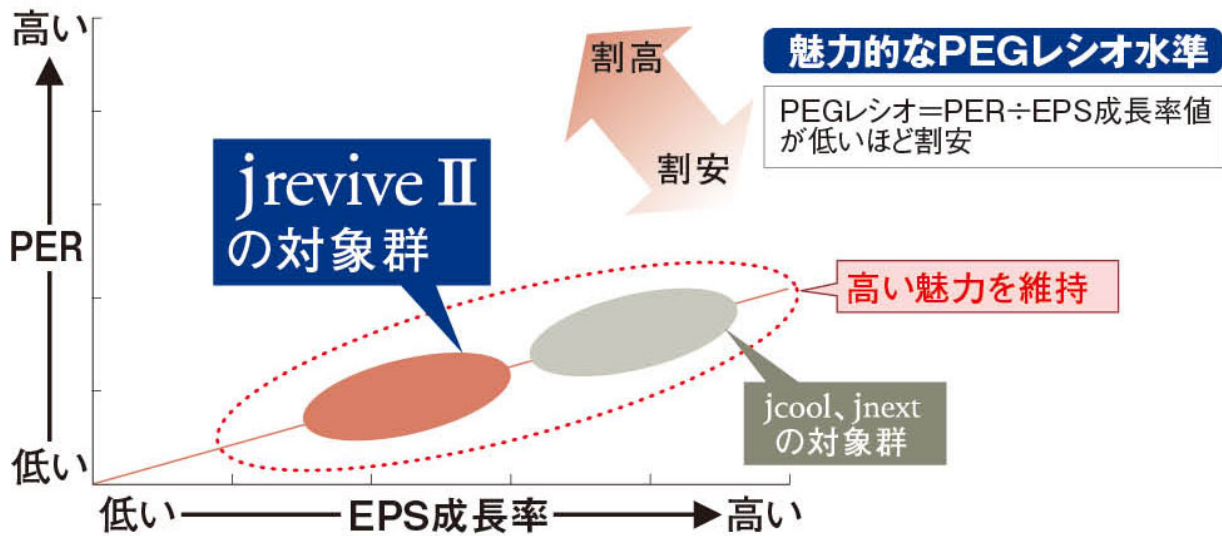 高い
PER
低い
割高
割安
魅力的なPEGレシオ水準
PEGレシオ=PER÷EPS成長率値
が低いほど割安
jrevive Ⅱ
の対象群
高い魅力を維持
jcool、jnext
の対象群
低い
EPS成長率
高い